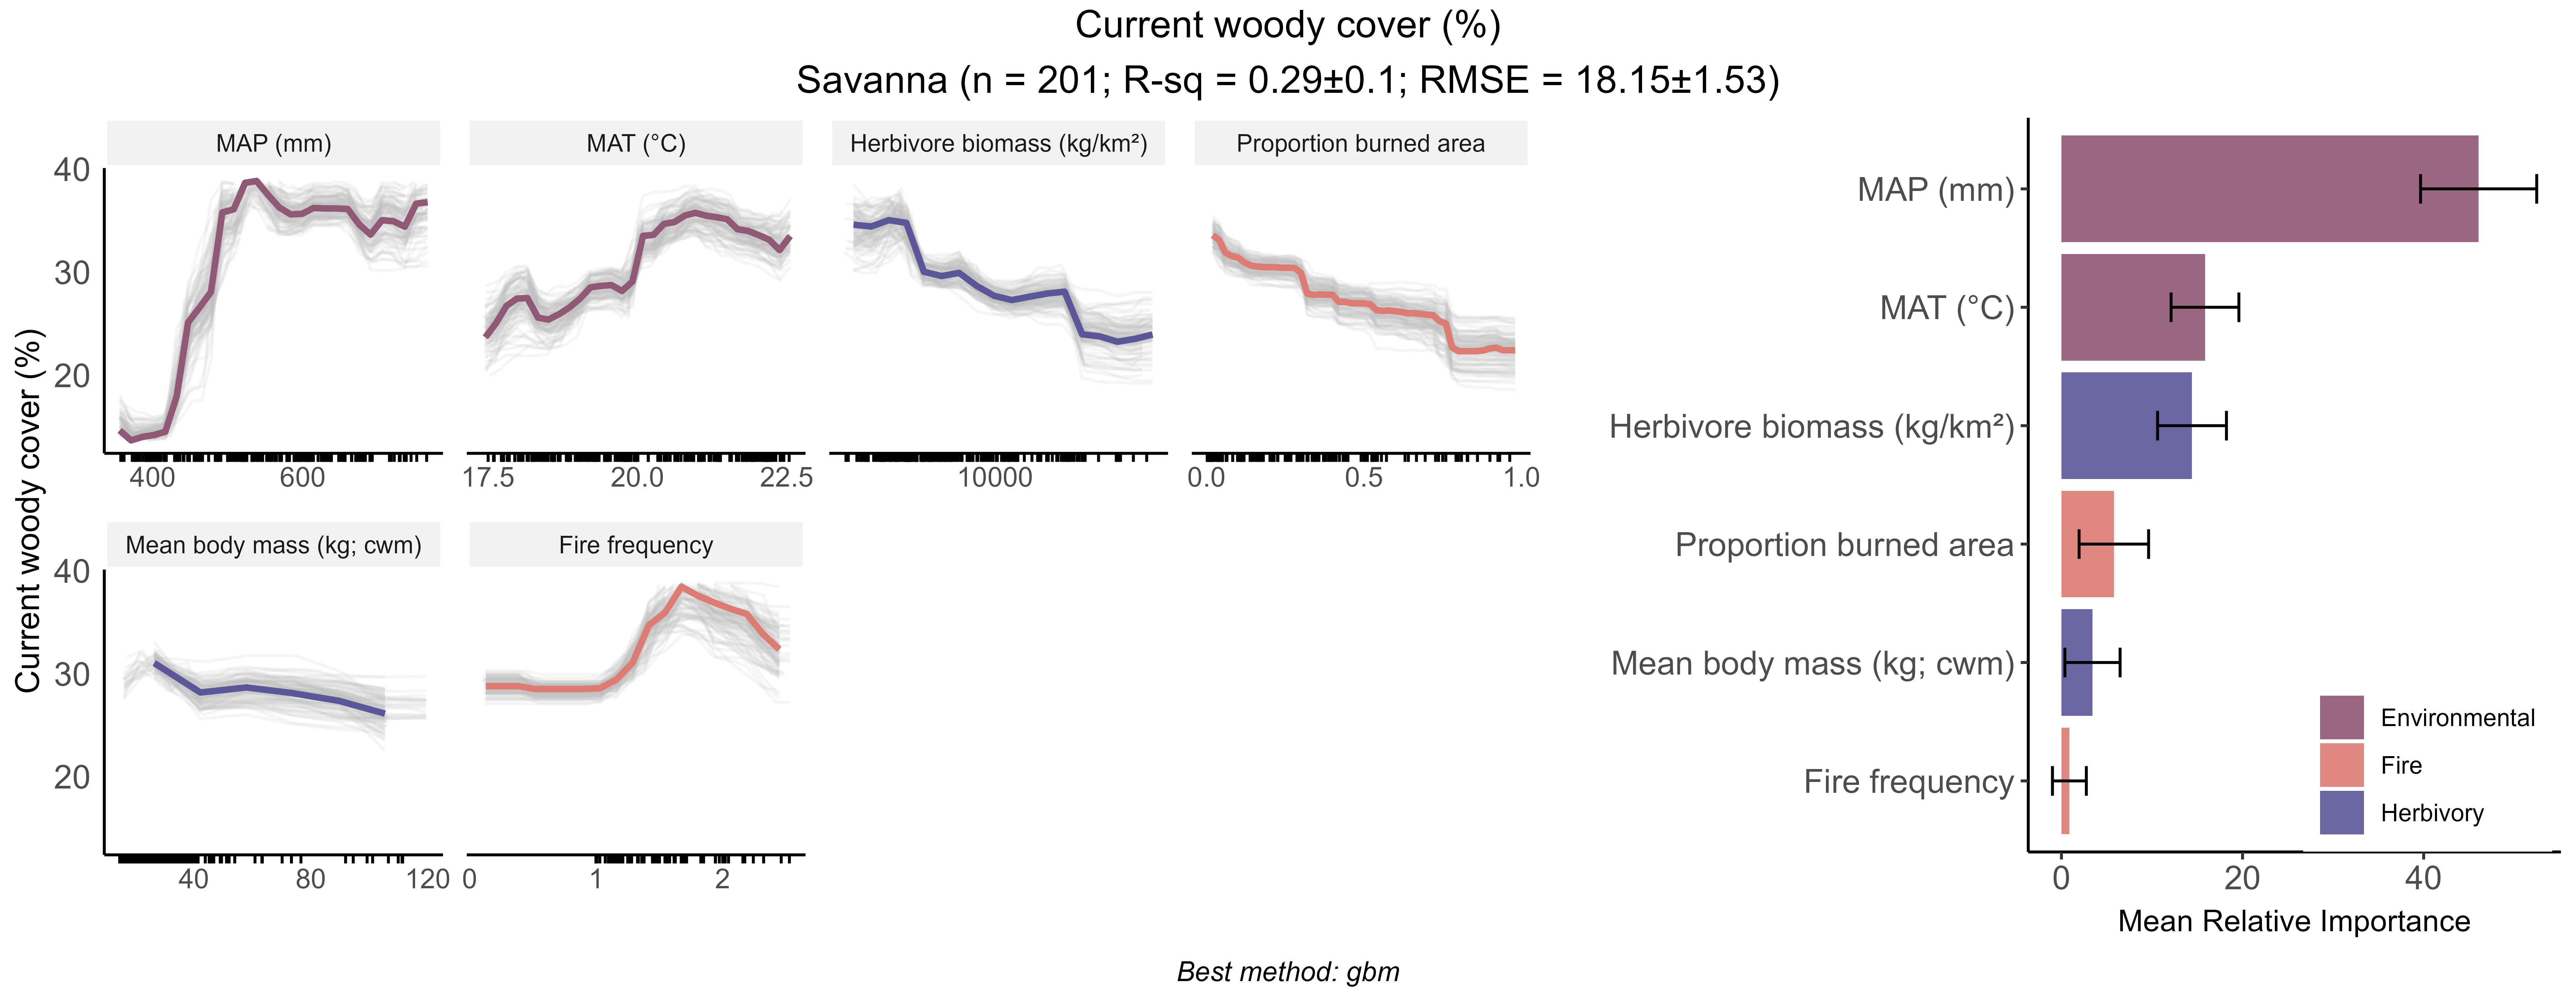 Current woody cover (%)
Savanna (n = 201; R-sq = 0.29±0.1; RMSE = 18.15±1.53)
MAP (mm)
MAT (°C)
Herbivore biomass (kg/km²)
Proportion burned area
40
30
20
400 600
17.5 20.0 22.5
10000
0.0 0.5 1.0
Mean body mass (kg; cwm)
Fire frequency
40
30
20
40 80 120
0 1 2
Current woody cover (%)
MAP (mm)
MAT (°C)
Herbivore biomass (kg/km²)
Proportion burned area
Mean body mass (kg; cwm)
Fire frequency
Environmental
Fire
Herbivory
0 20 40
Mean Relative Importance
Best method: gbm